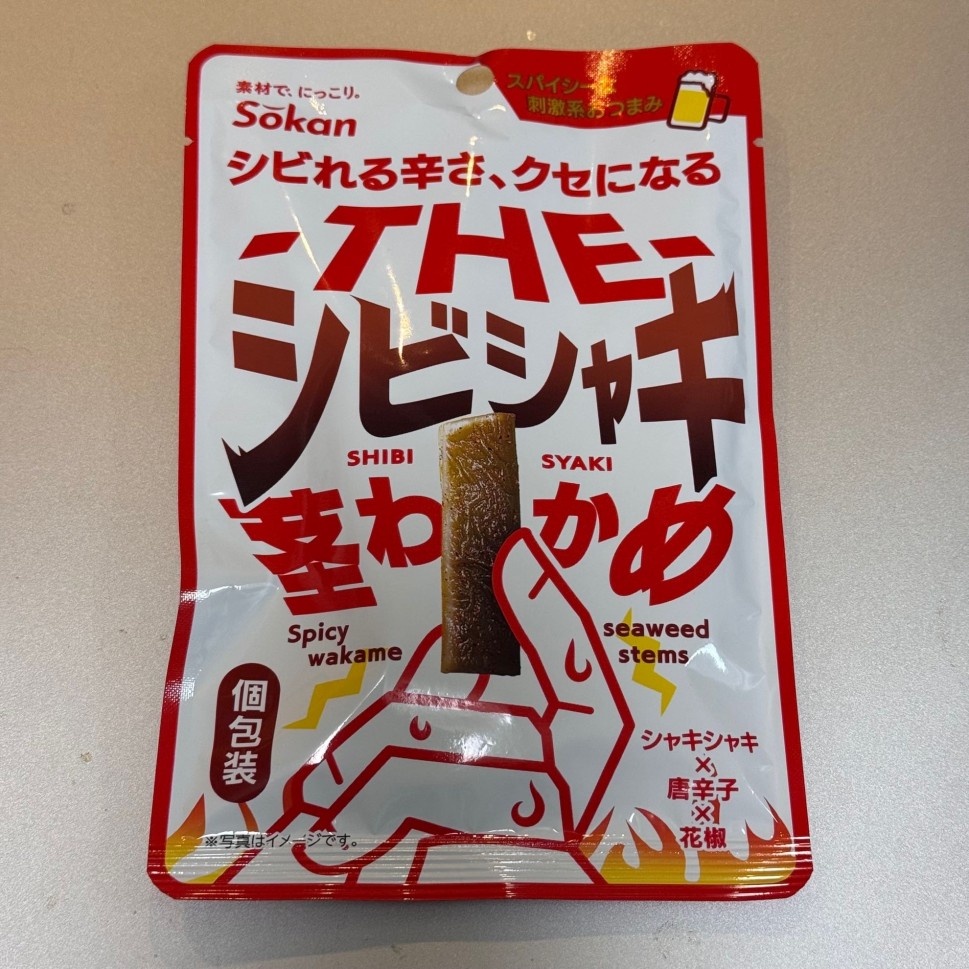 素材で、にっこり。
Sōkan
スパイシーな
刺激系おつまみ
シビれる辛さ、クセになる
-THE-
シビシャキ
SHIBI SYAKI
茎わかめ
Spicy wakame
seaweed stems
個包装
シャキシャキ
×
唐辛子
×
花椒
※写真はイメージです。